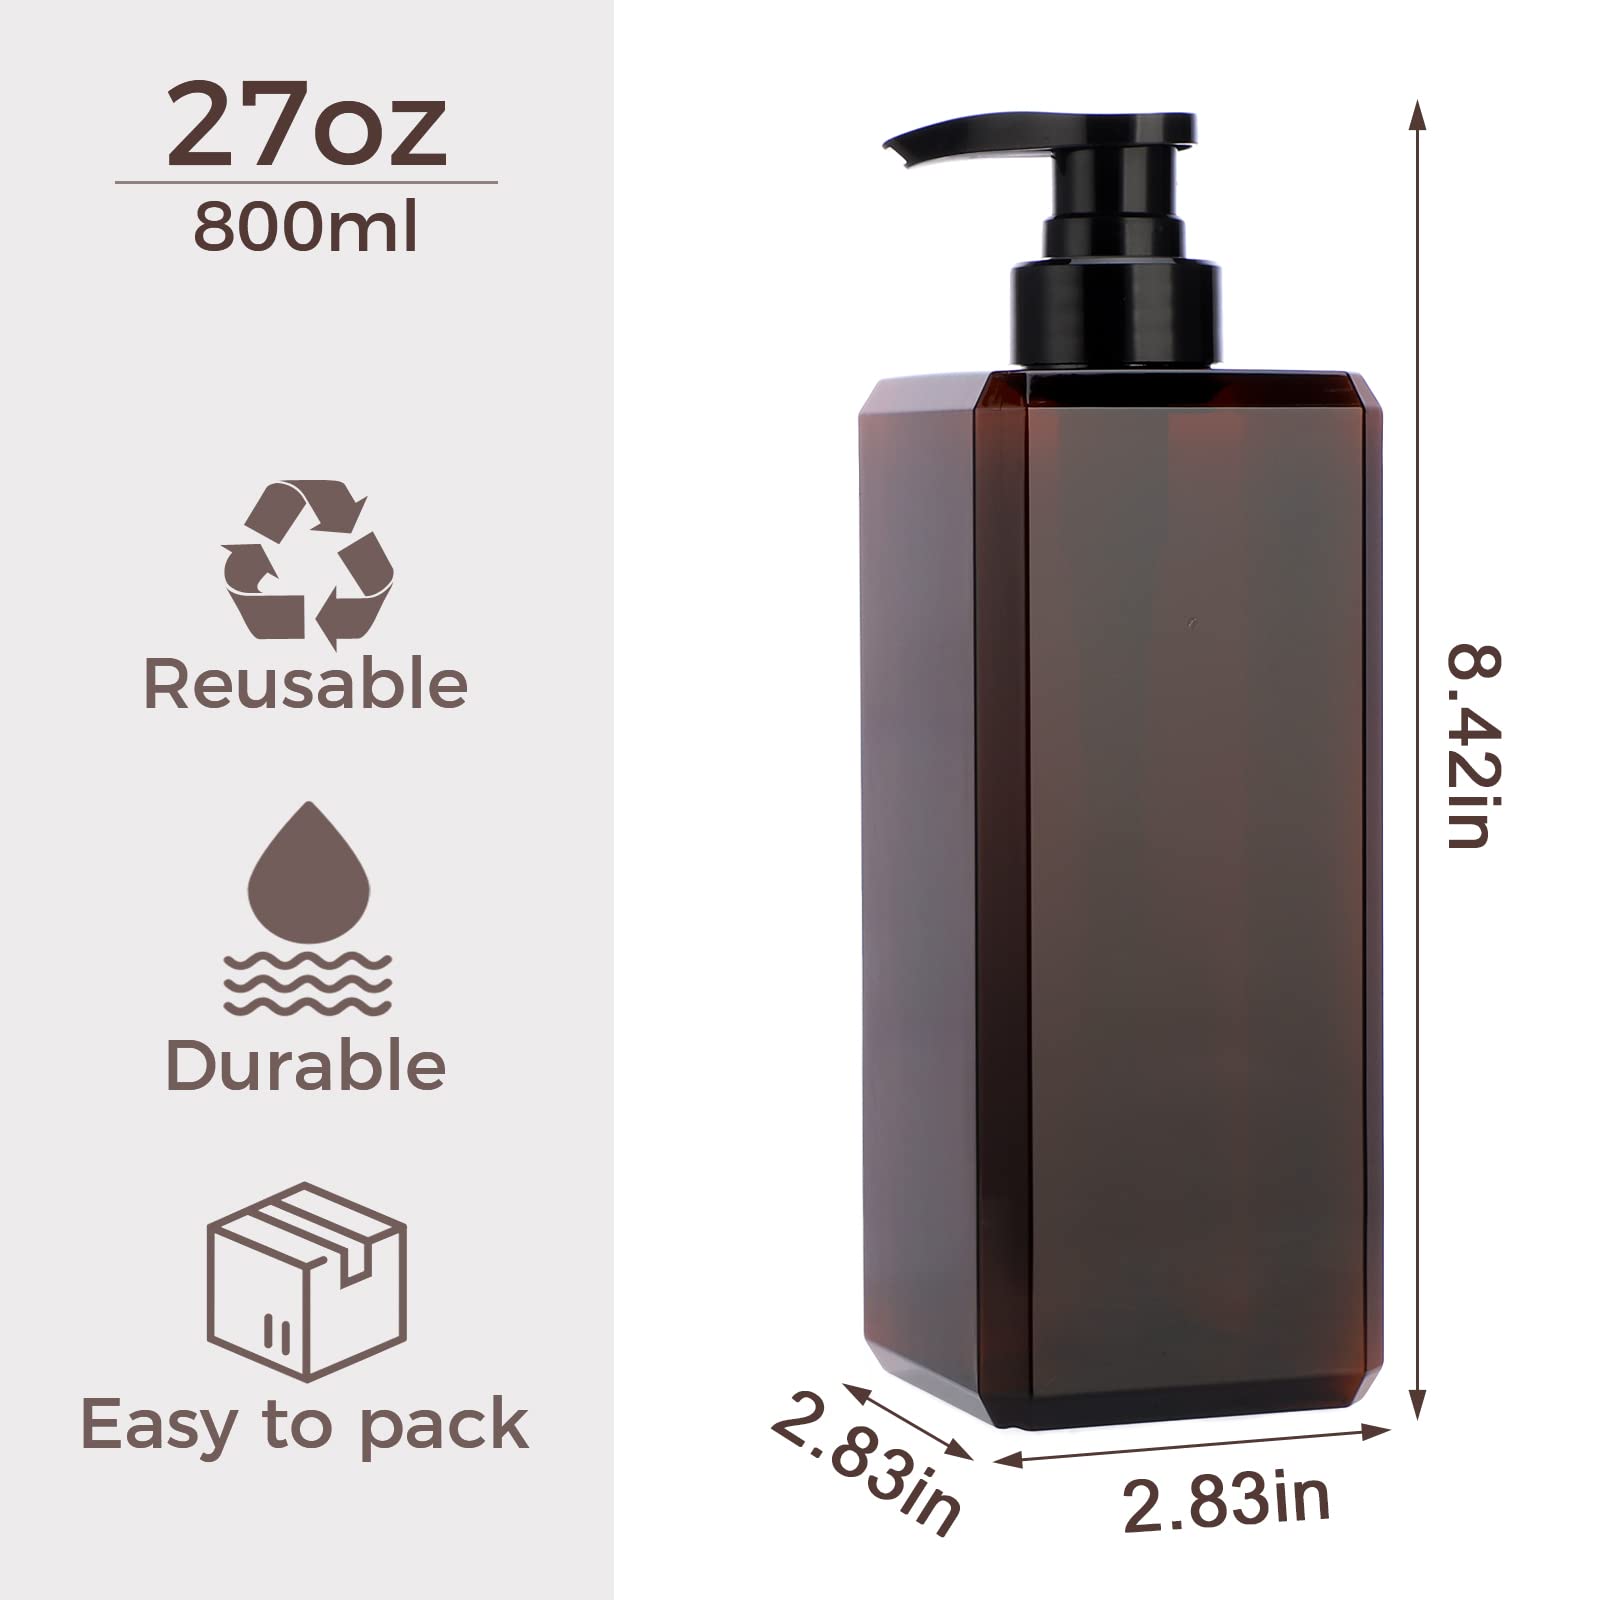 27oz
800ml
Reusable
Durable
Easy to pack
8.42in
2.83in
2.83in